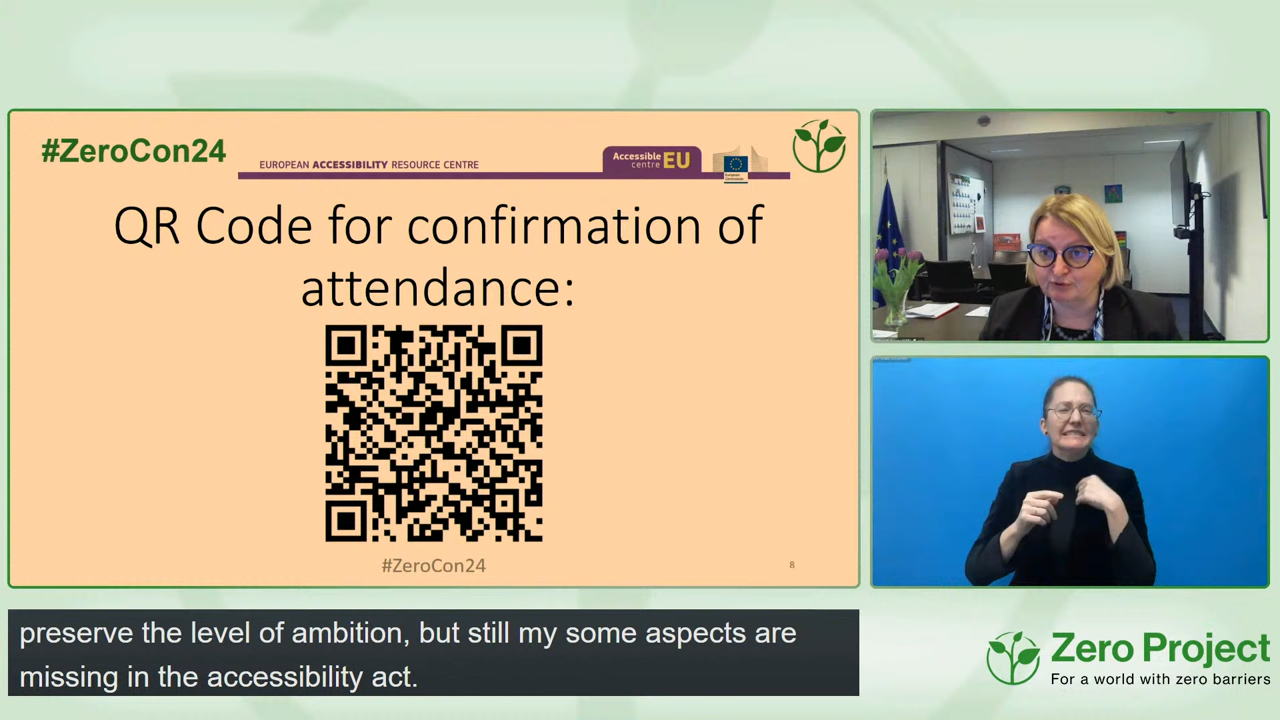 #ZeroCon24
EUROPEAN ACCESSIBILITY RESOURCE CENTRE
Accessible
centre EU
European
Commission
QR Code for confirmation of
attendance:
#ZeroCon24
8
preserve the level of ambition, but still my some aspects are
missing in the accessibility act.
Zero Project
For a world with zero barriers